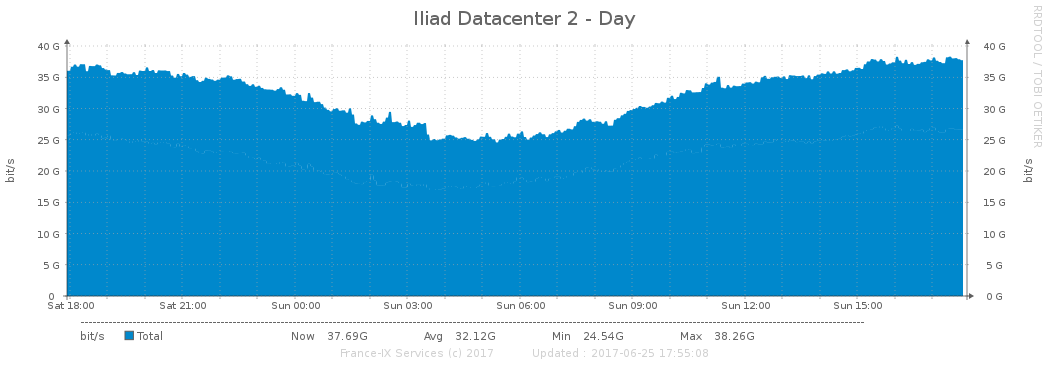 Iliad Datacenter 2 - Day
RRDTOOL / TOBI OETIKER
bit/s
40 G
35 G
30 G
25 G
20 G
15 G
10 G
5 G
0
40 G
35 G
30 G
25 G
20 G
15 G
10 G
5 G
0 G
bit/s
Sat 18:00 Sat 21:00 Sun 00:00 Sun 03:00 Sun 06:00 Sun 09:00 Sun 12:00 Sun 15:00
bit/s Total Now 37.69G Avg 32.12G Min 24.54G Max 38.26G
France-IX Services (c) 2017 Updated : 2017-06-25 17:55:08